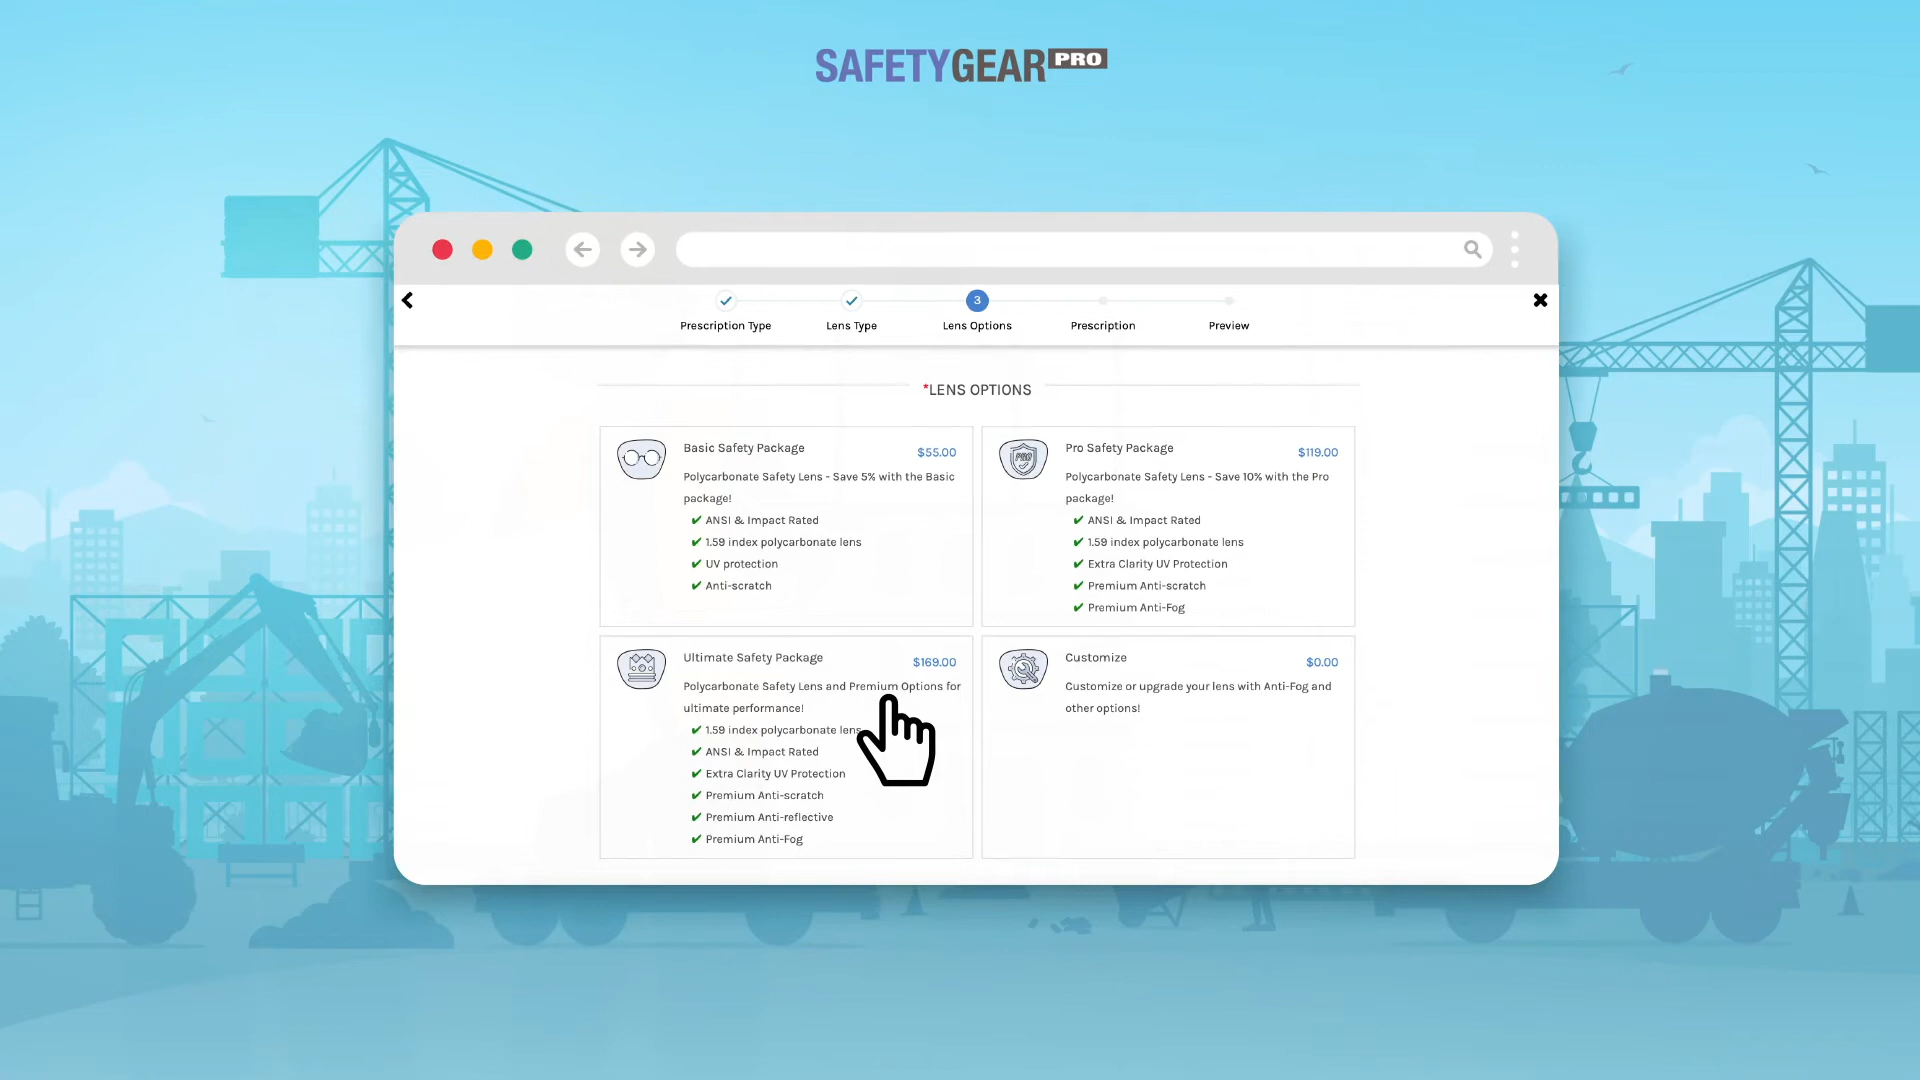 SAFETYGEAR PRO
3
Prescription Type
Lens Type
Lens Options
Prescription
Preview
*LENS OPTIONS
Basic Safety Package
$55.00
Polycarbonate Safety Lens - Save 5% with the Basic
package!
✔ ANSI & Impact Rated
✔ 1.59 index polycarbonate lens
✔ UV protection
✔ Anti-scratch
Pro Safety Package
$119.00
Polycarbonate Safety Lens - Save 10% with the Pro
package!
✔ ANSI & Impact Rated
✔ 1.59 index polycarbonate lens
✔ Extra Clarity UV Protection
✔ Premium Anti-scratch
✔ Premium Anti-Fog
PRO
Ultimate Safety Package
$169.00
Polycarbonate Safety Lens and Premium Options for
ultimate performance!
✔ 1.59 index polycarbonate lens
✔ ANSI & Impact Rated
✔ Extra Clarity UV Protection
✔ Premium Anti-scratch
✔ Premium Anti-reflective
✔ Premium Anti-Fog
Customize
$0.00
Customize or upgrade your lens with Anti-Fog and
other options!